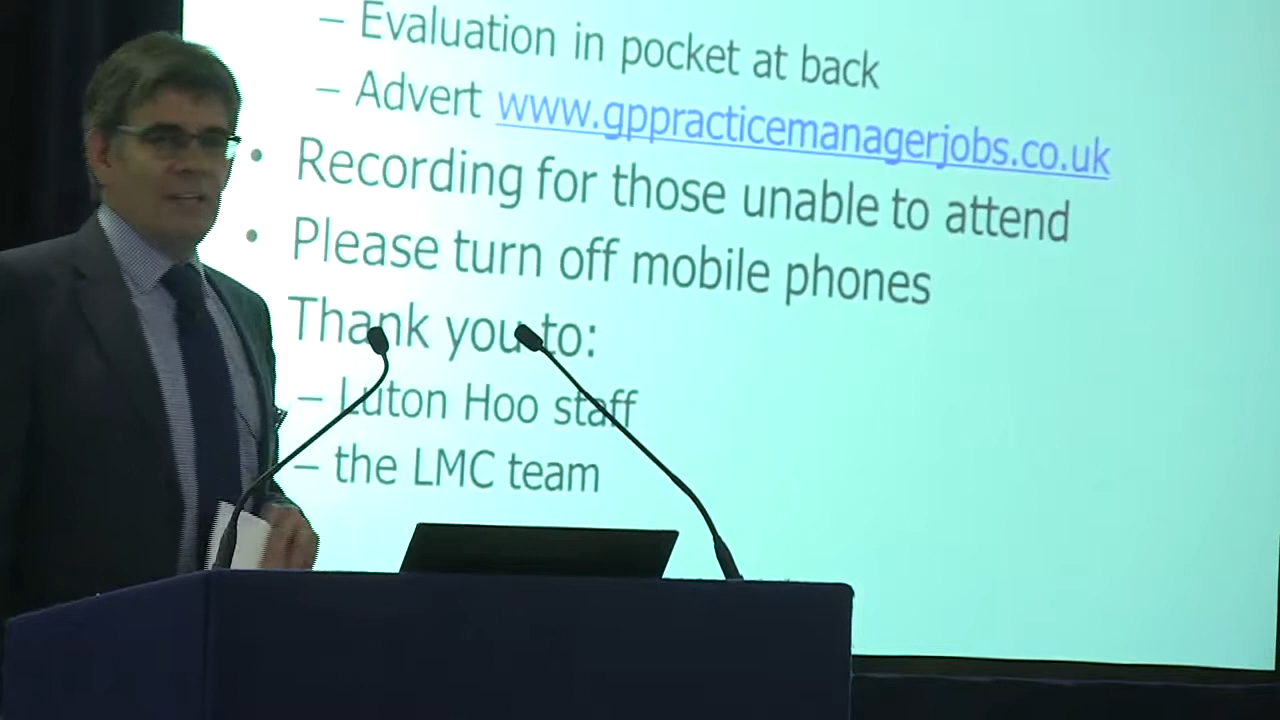 – Evaluation in pocket at back
– Advert www.gppracticemanagerjobs.co.uk
• Recording for those unable to attend
• Please turn off mobile phones
Thank you to:
– Luton Hoo staff
– the LMC team